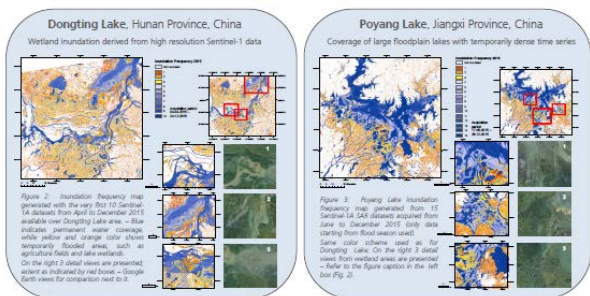 Dongting Lake, Hunan Province, China
Wetland inundation derived from high resolution Sentinel-1 data
Inundation Frequency 2015
1
2
3
Figure 2: Inundation frequency map
generated with the very first 10 Sentinel-
1A datasets from April to December 2015
available over Dongting Lake area. – Blue
indicates permanent water coverage,
while yellow and orange color shows
temporarily flooded areas, such as
agriculture fields and lake wetlands.
On the right 3 detail views are presented;
extent as indicated by red boxes – Google
Earth views for comparison next to it.
Poyang Lake, Jiangxi Province, China
Coverage of large floodplain lakes with temporarily dense time series
Inundation Frequency 2015
1
2
3
Figure 3: Poyang Lake Inundation
frequency map generated from 15
Sentinel-1A SAR datasets acquired from
June to December 2015 (only data
starting from flood season used).
Same color scheme used as for
Dongting Lake. On the right 3 detail
views from wetland areas are presented
– Refer to the figure caption in the left
box (Fig. 2).